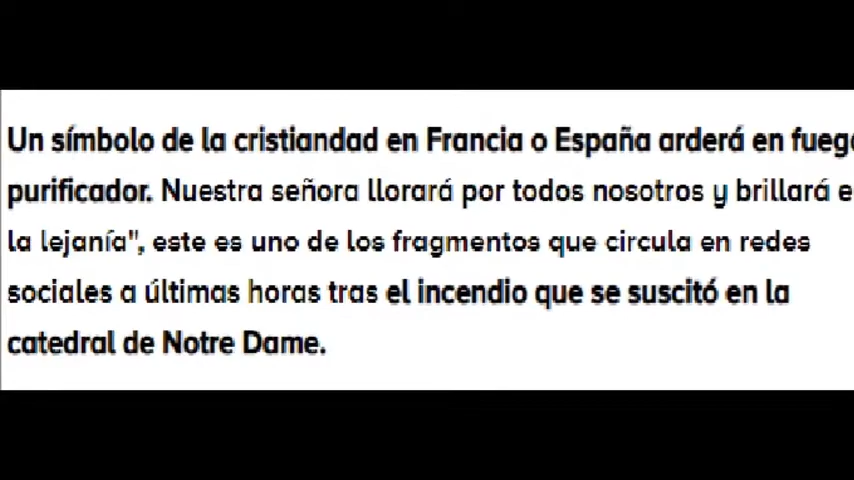 Un símbolo de la cristiandad en Francia o España arderá en fueg
purificador. Nuestra señora llorará por todos nosotros y brillará e
la lejanía", este es uno de los fragmentos que circula en redes
sociales a últimas horas tras el incendio que se suscitó en la
catedral de Notre Dame.